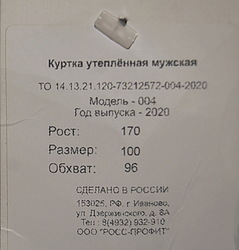 Куртка утеплённая мужская
ТО 14.13.21.120-73212572-004-2020
Модель - 004
Год выпуска - 2020
Рост: 170
Размер: 100
Обхват: 96
СДЕЛАНО В РОССИИ
153025, РФ, г. Иваново,
ул. Дзержинского, д. 8А
Тел.: 8(4932) 932-910
ООО "РОСС-ПРОФИТ"